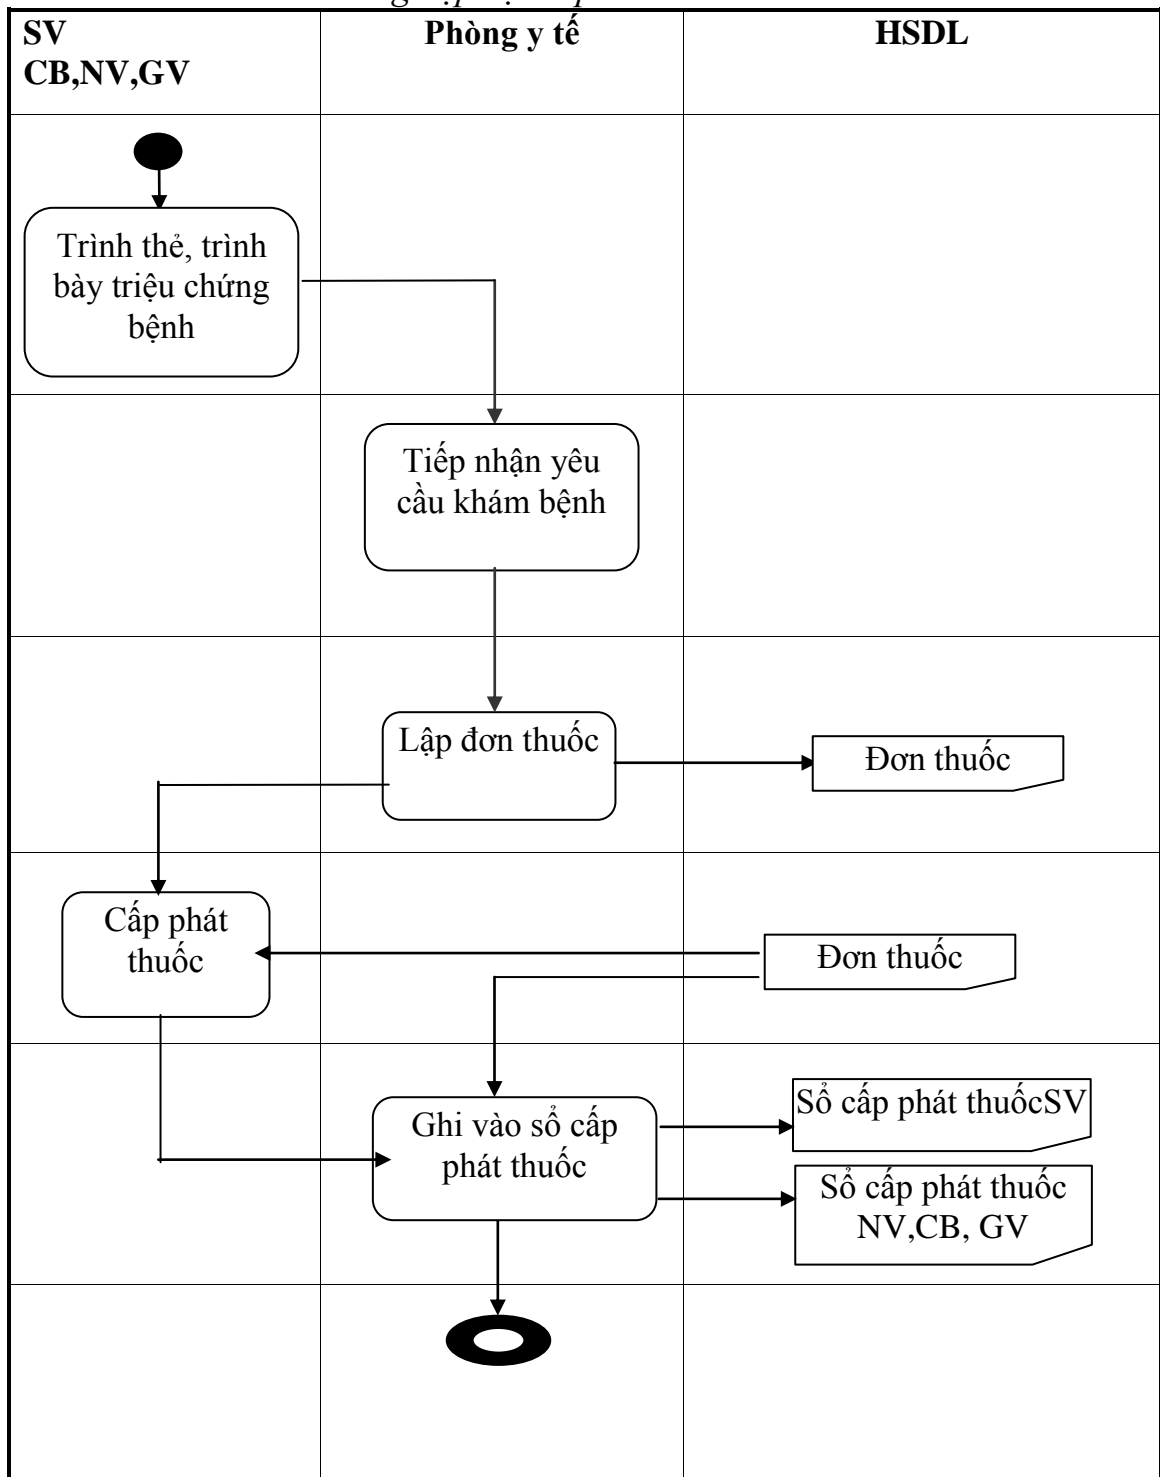 SV
CB,NV,GV
Phòng y tế
HSDL
Trình thẻ, trình
bày triệu chứng
bệnh
Tiếp nhận yêu
cầu khám bệnh
Lập đơn thuốc
Đơn thuốc
Cấp phát
thuốc
Đơn thuốc
Ghi vào sổ cấp
phát thuốc
Sổ cấp phát thuốcSV
Sổ cấp phát thuốc
NV,CB, GV